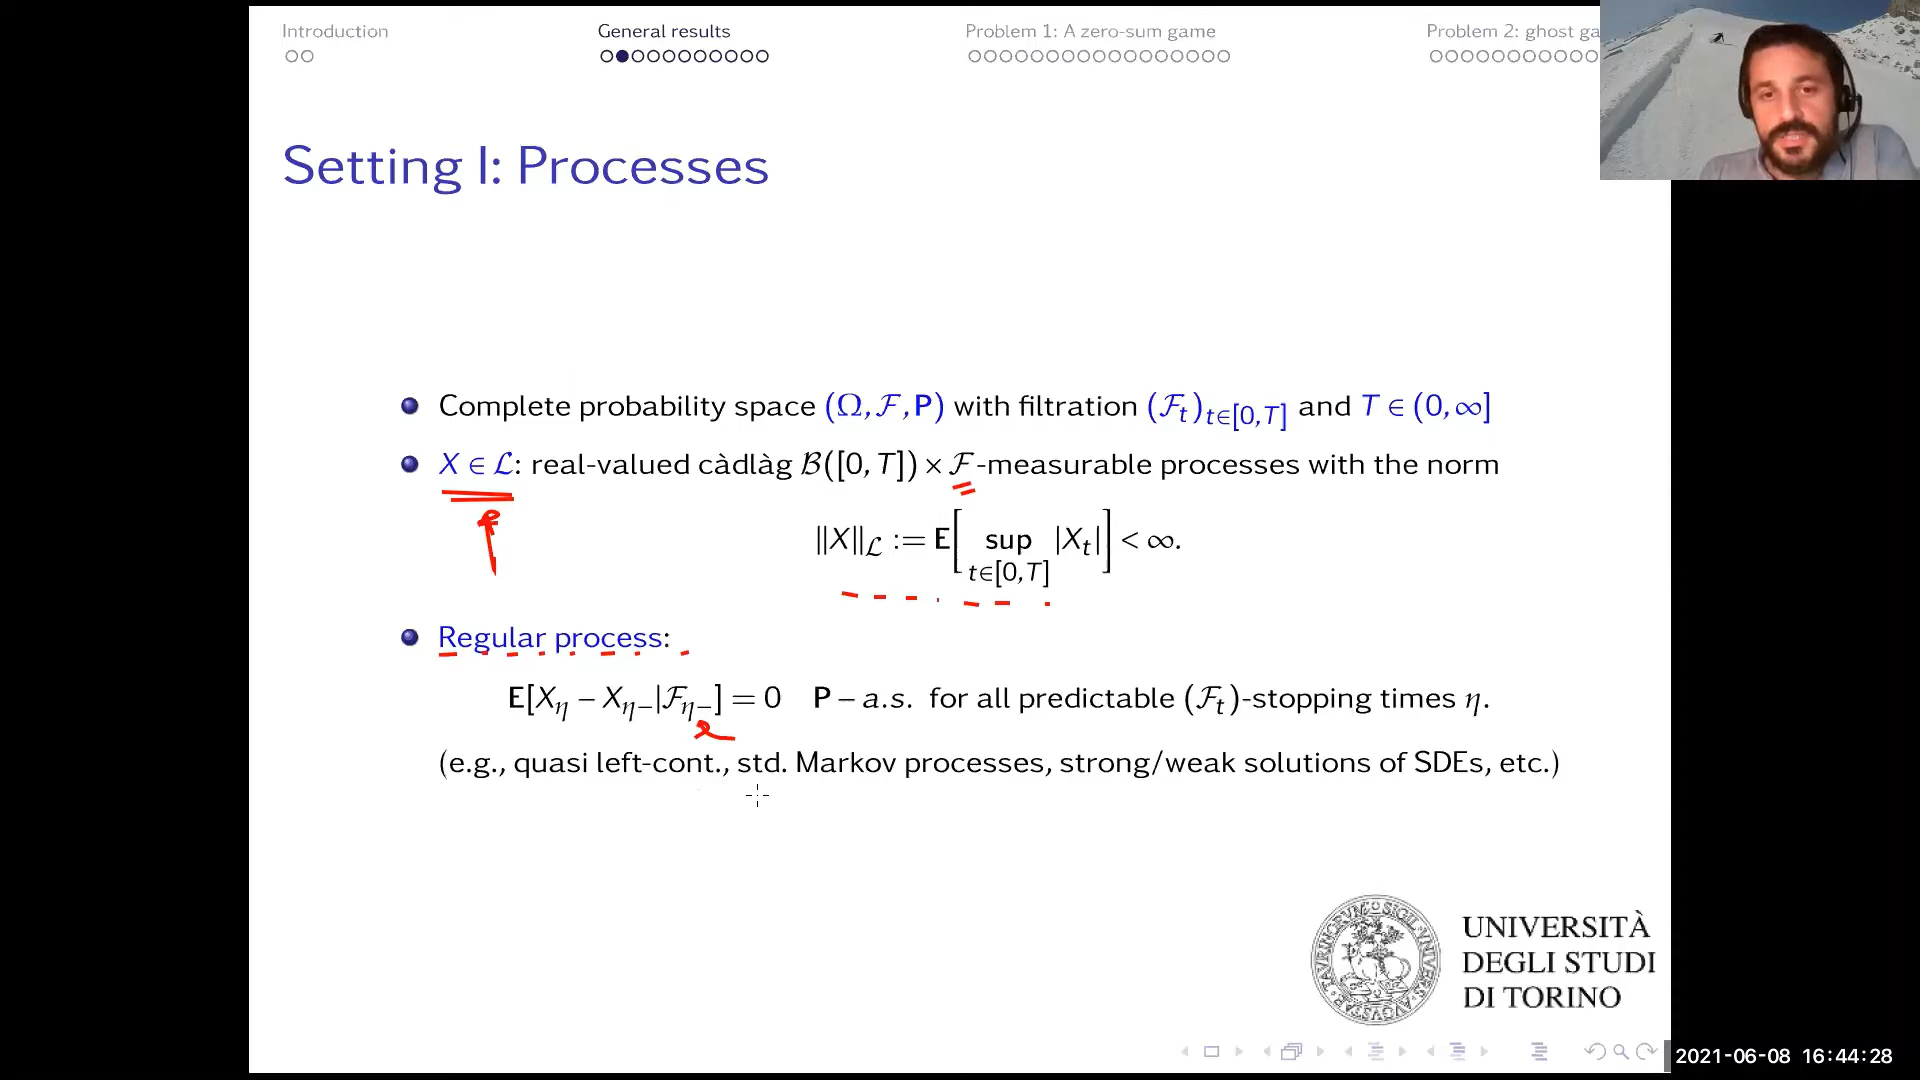 Introduction
General results
Problem 1: A zero-sum game
Problem 2: ghost ga
Setting I: Processes
Complete probability space (Ω, ℱ, P) with filtration (ℱ_t)_{t∈[0,T]} and T ∈ (0,∞]
X ∈ ℒ: real-valued càdlàg ℬ([0, T]) × ℱ-measurable processes with the norm
‖X‖_ℒ := E[ sup_{t∈[0,T]} |X_t| ] < ∞.
Regular process:
E[X_η − X_{η−}|ℱ_{η−}] = 0 P – a.s. for all predictable (ℱ_t)-stopping times η.
(e.g., quasi left-cont., std. Markov processes, strong/weak solutions of SDEs, etc.)
UNIVERSITÀ
DEGLI STUDI
DI TORINO
2021-06-08 16:44:28